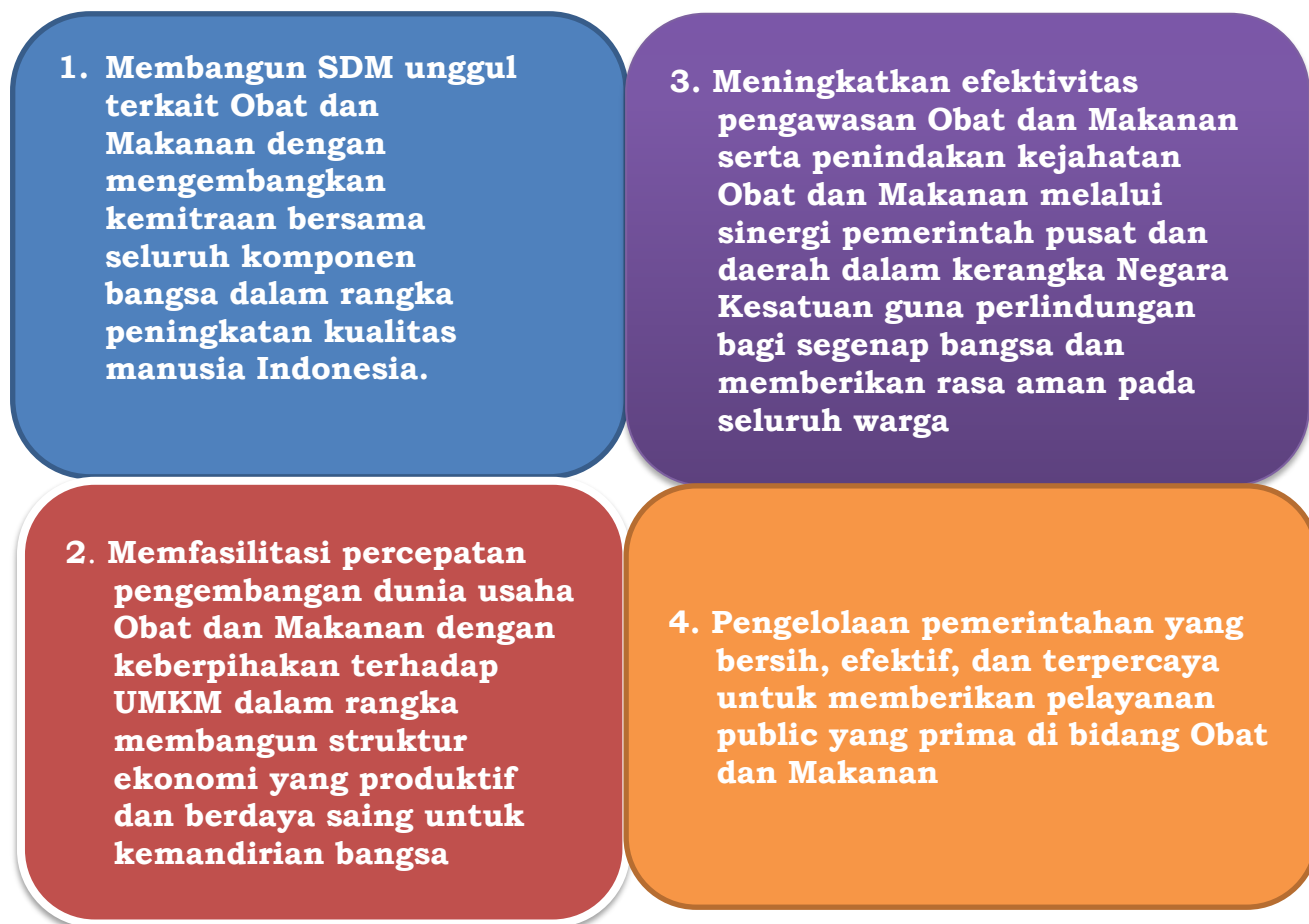 1. Membangun SDM unggul
terkait Obat dan
Makanan dengan
mengembangkan
kemitraan bersama
seluruh komponen
bangsa dalam rangka
peningkatan kualitas
manusia Indonesia.
2. Memfasilitasi percepatan
pengembangan dunia usaha
Obat dan Makanan dengan
keberpihakan terhadap
UMKM dalam rangka
membangun struktur
ekonomi yang produktif
dan berdaya saing untuk
kemandirian bangsa
3. Meningkatkan efektivitas
pengawasan Obat dan Makanan
serta penindakan kejahatan
Obat dan Makanan melalui
sinergi pemerintah pusat dan
daerah dalam kerangka Negara
Kesatuan guna perlindungan
bagi segenap bangsa dan
memberikan rasa aman pada
seluruh warga
4. Pengelolaan pemerintahan yang
bersih, efektif, dan terpercaya
untuk memberikan pelayanan
public yang prima di bidang Obat
dan Makanan